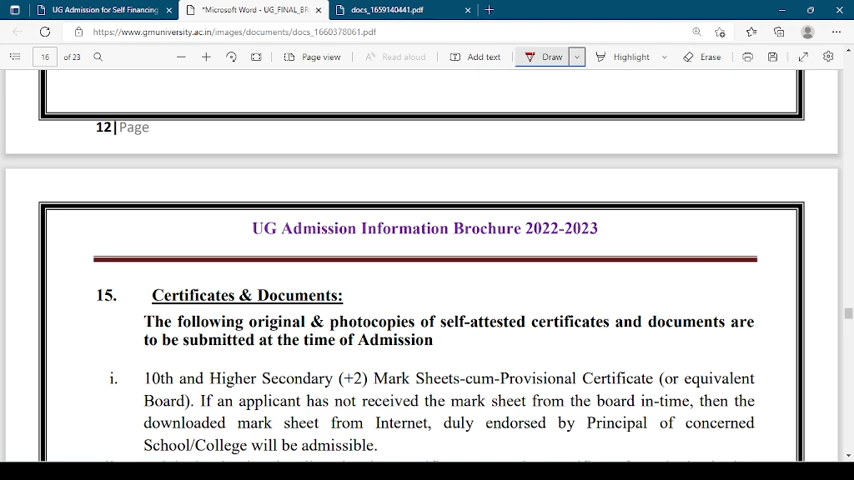 UG Admission for Self Financing
*Microsoft Word - UG_FINAL_BR
docs_1659140441.pdf
https://www.gmuniversity.ac.in/images/documents/docs_1660378061.pdf
16 of 23
Page view
Read aloud
Add text
Draw
Highlight
Erase
12|Page
UG Admission Information Brochure 2022-2023
15. Certificates & Documents:
The following original & photocopies of self-attested certificates and documents are
to be submitted at the time of Admission
i. 10th and Higher Secondary (+2) Mark Sheets-cum-Provisional Certificate (or equivalent
Board). If an applicant has not received the mark sheet from the board in-time, then the
downloaded mark sheet from Internet, duly endorsed by Principal of concerned
School/College will be admissible.